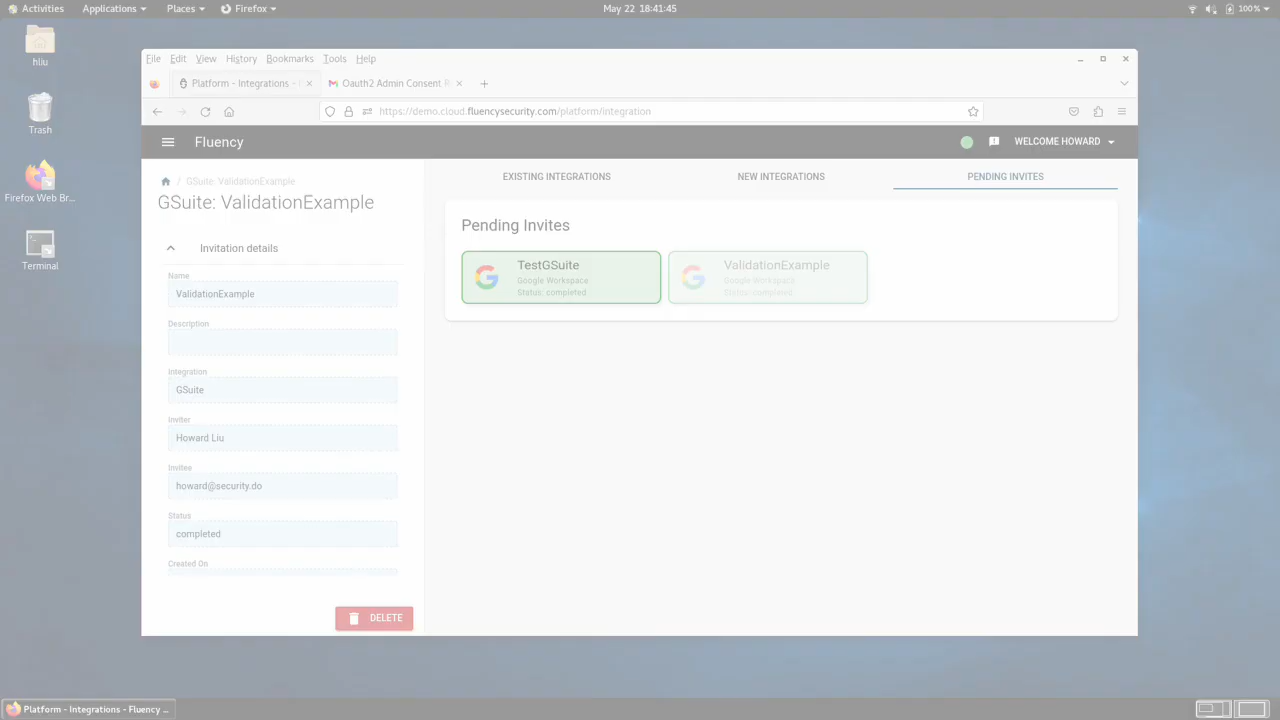 Activities Applications Places Firefox May 22 18:41:45 100%
hliu
Trash
Firefox Web Br...
Terminal
File Edit View History Bookmarks Tools Help
Platform - Integrations - Oauth2 Admin Consent R
https://demo.cloud.fluencysecurity.com/platform/integration
Fluency WELCOME HOWARD
/ GSuite: ValidationExample
GSuite: ValidationExample
Invitation details
Name
ValidationExample
Description
Integration
GSuite
Inviter
Howard Liu
Invitee
howard@security.do
Status
completed
Created On
DELETE
EXISTING INTEGRATIONS NEW INTEGRATIONS PENDING INVITES
Pending Invites
TestGSuite
Google Workspace
Status: completed
ValidationExample
Google Workspace
Status: completed
Platform - Integrations - Fluency ...